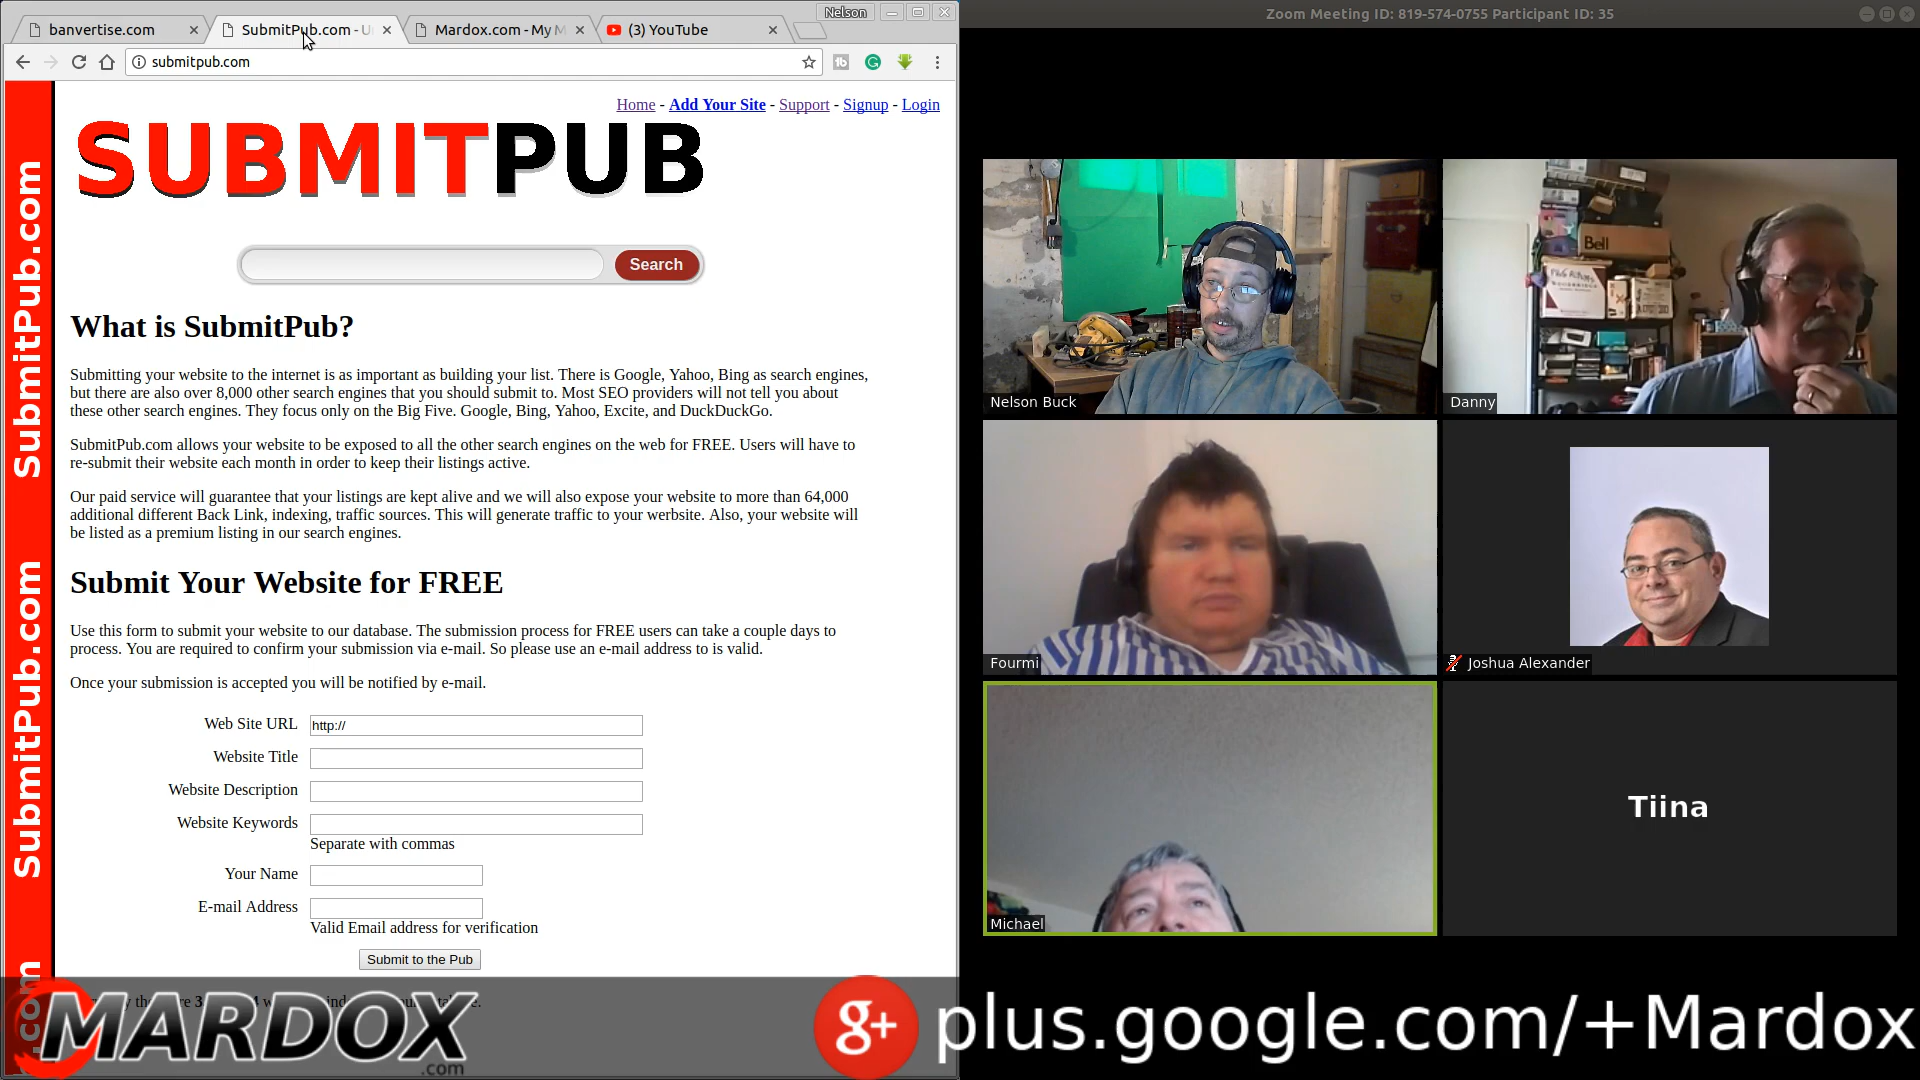 Nelson
banvertise.com
SubmitPub.com - U
Mardox.com - My M
(3) YouTube
submitpub.com
Home - Add Your Site - Support - Signup - Login
SUBMITPUB
Search
What is SubmitPub?
Submitting your website to the internet is as important as building your list. There is Google, Yahoo, Bing as search engines,
but there are also over 8,000 other search engines that you should submit to. Most SEO providers will not tell you about
these other search engines. They focus only on the Big Five. Google, Bing, Yahoo, Excite, and DuckDuckGo.
SubmitPub.com allows your website to be exposed to all the other search engines on the web for FREE. Users will have to
re-submit their website each month in order to keep their listings active.
Our paid service will guarantee that your listings are kept alive and we will also expose your website to more than 64,000
additional different Back Link, indexing, traffic sources. This will generate traffic to your werbsite. Also, your website will
be listed as a premium listing in our search engines.
Submit Your Website for FREE
Use this form to submit your website to our database. The submission process for FREE users can take a couple days to
process. You are required to confirm your submission via e-mail. So please use an e-mail address to is valid.
Once your submission is accepted you will be notified by e-mail.
Web Site URL http://
Website Title
Website Description
Website Keywords
Separate with commas
Your Name
E-mail Address
Valid Email address for verification
Submit to the Pub
SubmitPub.com
SubmitPub.com
.com
MARDOX
.com
g+ plus.google.com/+Mardox
Zoom Meeting ID: 819-574-0755 Participant ID: 35
Bell
Nelson Buck
Danny
Fourmi
Joshua Alexander
Michael
Tiina